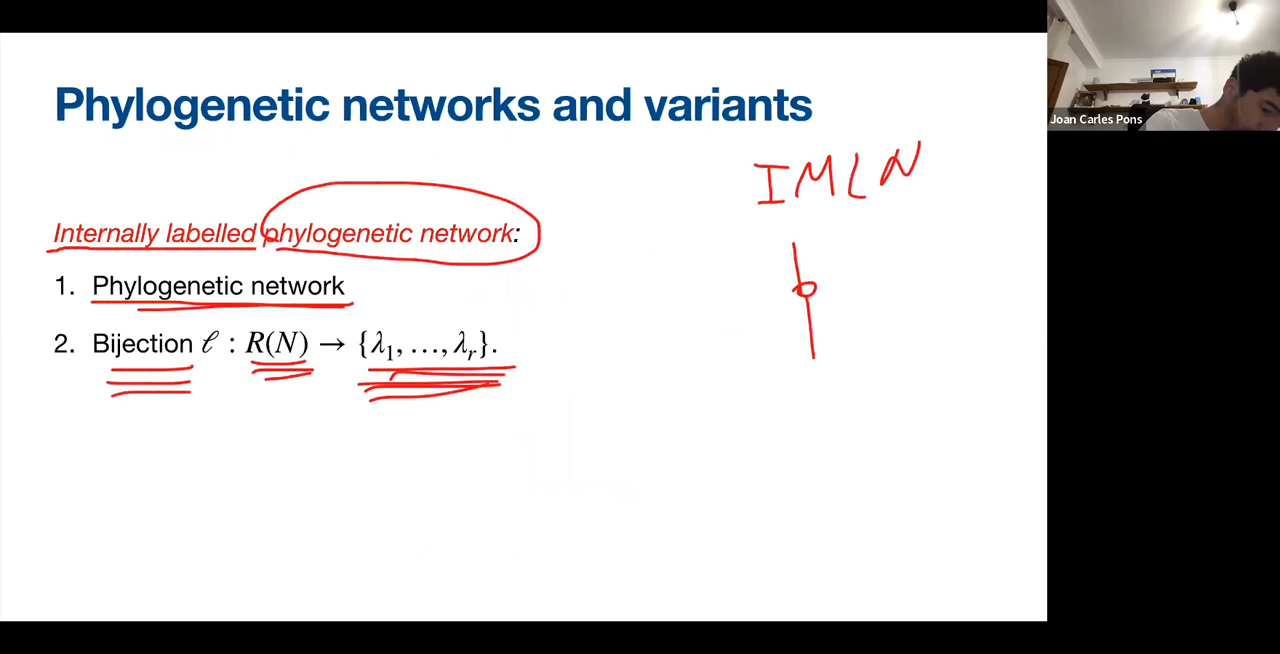 Phylogenetic networks and variants
Joan Carles Pons
IMLN
Internally labelled phylogenetic network:
1. Phylogenetic network
2. Bijection ℓ : R(N) → {λ₁, …, λᵣ}.